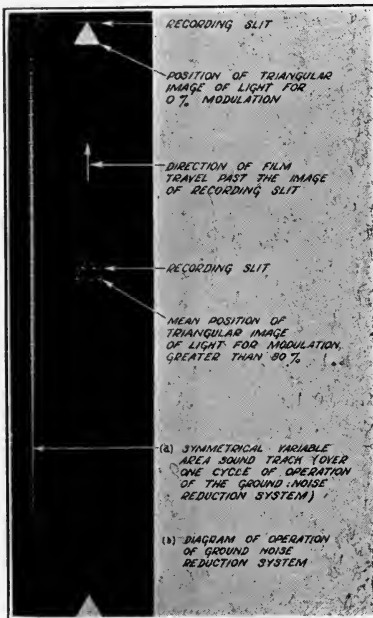 RECORDING SLIT
POSITION OF TRIANGULAR
IMAGE OF LIGHT FOR
0% MODULATION
DIRECTION OF FILM
TRAVEL PAST THE IMAGE
OF RECORDING SLIT
RECORDING SLIT
MEAN POSITION OF
TRIANGULAR IMAGE
OF LIGHT FOR MODULATION
GREATER THAN 80%
(a) SYMMETRICAL VARIABLE
AREA SOUND TRACK (OVER
ONE CYCLE OF OPERATION
OF THE GROUND NOISE
REDUCTION SYSTEM)
(b) DIAGRAM OF OPERATION
OF GROUND NOISE
REDUCTION SYSTEM